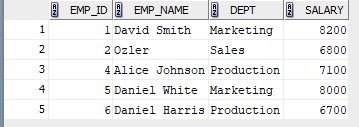 EMP_ID EMP_NAME DEPT SALARY
1 1 David Smith Marketing 8200
2 2 Ozler Sales 6800
3 4 Alice Johnson Production 7100
4 5 Daniel White Marketing 8000
5 6 Daniel Harris Production 6700